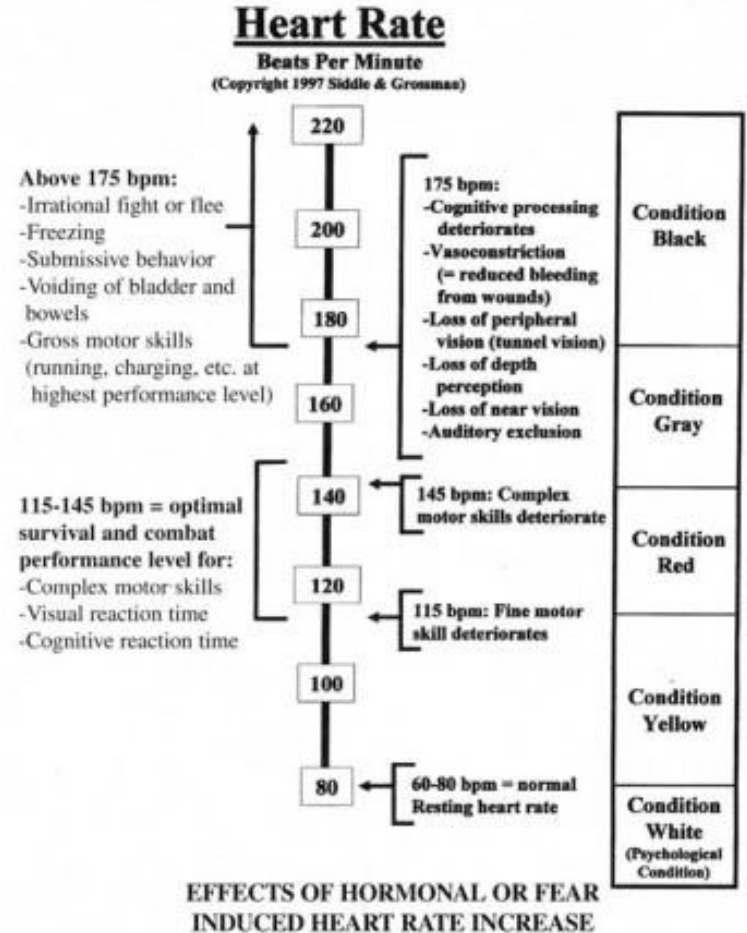 Heart Rate
Beats Per Minute
(Copyright 1997 Siddle & Grossman)
220
200
180
160
140
120
100
80
Above 175 bpm:
-Irrational fight or flee
-Freezing
-Submissive behavior
-Voiding of bladder and
bowels
-Gross motor skills
(running, charging, etc. at
highest performance level)
115-145 bpm = optimal
survival and combat
performance level for:
-Complex motor skills
-Visual reaction time
-Cognitive reaction time
175 bpm:
-Cognitive processing
deteriorates
-Vasoconstriction
(= reduced bleeding
from wounds)
-Loss of peripheral
vision (tunnel vision)
-Loss of depth
perception
-Loss of near vision
-Auditory exclusion
145 bpm: Complex
motor skills deteriorate
115 bpm: Fine motor
skill deteriorates
60-80 bpm = normal
Resting heart rate
Condition
Black
Condition
Gray
Condition
Red
Condition
Yellow
Condition
White
(Psychological
Condition)
EFFECTS OF HORMONAL OR FEAR
INDUCED HEART RATE INCREASE